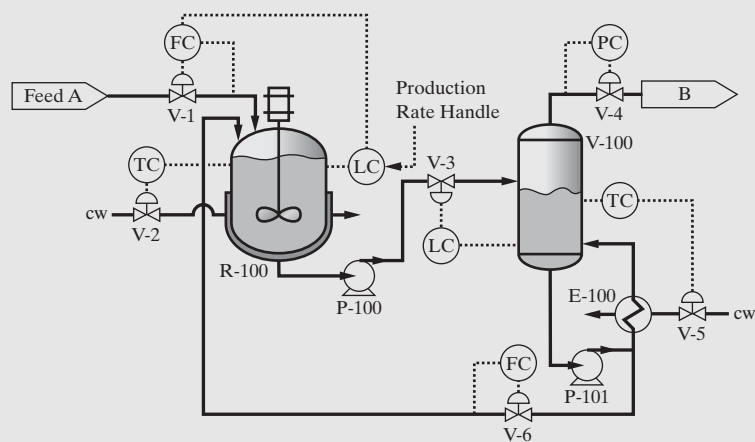 FC
PC
Feed A
B
V-1
Production
Rate Handle
V-4
V-100
V-3
TC
LC
TC
cw
V-2
LC
R-100
E-100
P-100
cw
V-5
FC
P-101
V-6